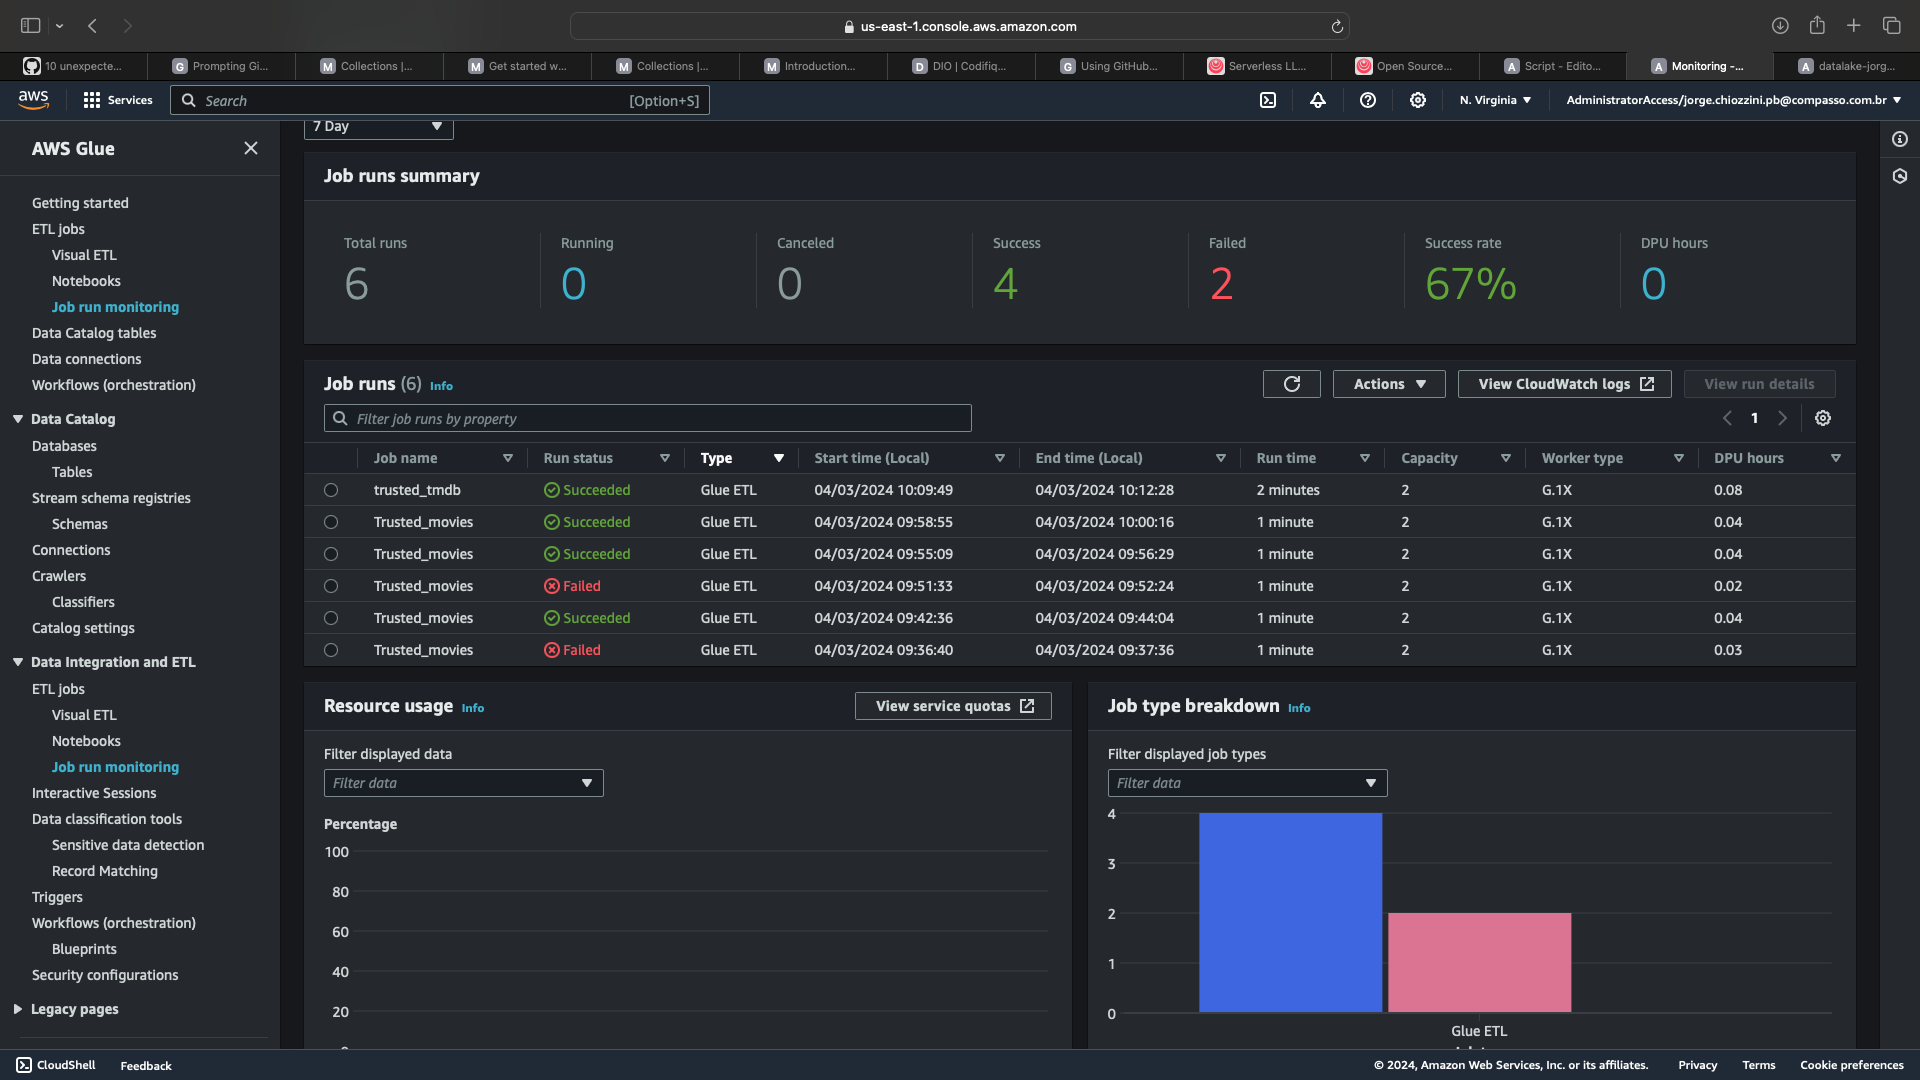 us-east-1.console.aws.amazon.com
10 unexpecte...
Prompting Gi...
Collections |...
Get started w...
Collections |...
Introduction...
DIO | Codifiq...
Using GitHub...
Serverless LL...
Open Source...
Script - Edito...
Monitoring -...
datalake-jorg...
aws
Services
Search
[Option+S]
N. Virginia
AdministratorAccess/jorge.chiozzini.pb@compasso.com.br
AWS Glue
Getting started
ETL jobs
Visual ETL
Notebooks
Job run monitoring
Data Catalog tables
Data connections
Workflows (orchestration)
Data Catalog
Databases
Tables
Stream schema registries
Schemas
Connections
Crawlers
Classifiers
Catalog settings
Data Integration and ETL
ETL jobs
Visual ETL
Notebooks
Job run monitoring
Interactive Sessions
Data classification tools
Sensitive data detection
Record Matching
Triggers
Workflows (orchestration)
Blueprints
Security configurations
Legacy pages
7 Day
Job runs summary
Total runs
6
Running
0
Canceled
0
Success
4
Failed
2
Success rate
67%
DPU hours
0
Job runs (6) Info
Actions
View CloudWatch logs
View run details
Filter job runs by property
1
Job name Run status Type Start time (Local) End time (Local) Run time Capacity Worker type DPU hours
trusted_tmdb Succeeded Glue ETL 04/03/2024 10:09:49 04/03/2024 10:12:28 2 minutes 2 G.1X 0.08
Trusted_movies Succeeded Glue ETL 04/03/2024 09:58:55 04/03/2024 10:00:16 1 minute 2 G.1X 0.04
Trusted_movies Succeeded Glue ETL 04/03/2024 09:55:09 04/03/2024 09:56:29 1 minute 2 G.1X 0.04
Trusted_movies Failed Glue ETL 04/03/2024 09:51:33 04/03/2024 09:52:24 1 minute 2 G.1X 0.02
Trusted_movies Succeeded Glue ETL 04/03/2024 09:42:36 04/03/2024 09:44:04 1 minute 2 G.1X 0.04
Trusted_movies Failed Glue ETL 04/03/2024 09:36:40 04/03/2024 09:37:36 1 minute 2 G.1X 0.03
Resource usage Info
View service quotas
Filter displayed data
Filter data
Percentage
100
80
60
40
20
Job type breakdown Info
Filter displayed job types
Filter data
4
3
2
1
0
Glue ETL
CloudShell
Feedback
© 2024, Amazon Web Services, Inc. or its affiliates.
Privacy
Terms
Cookie preferences